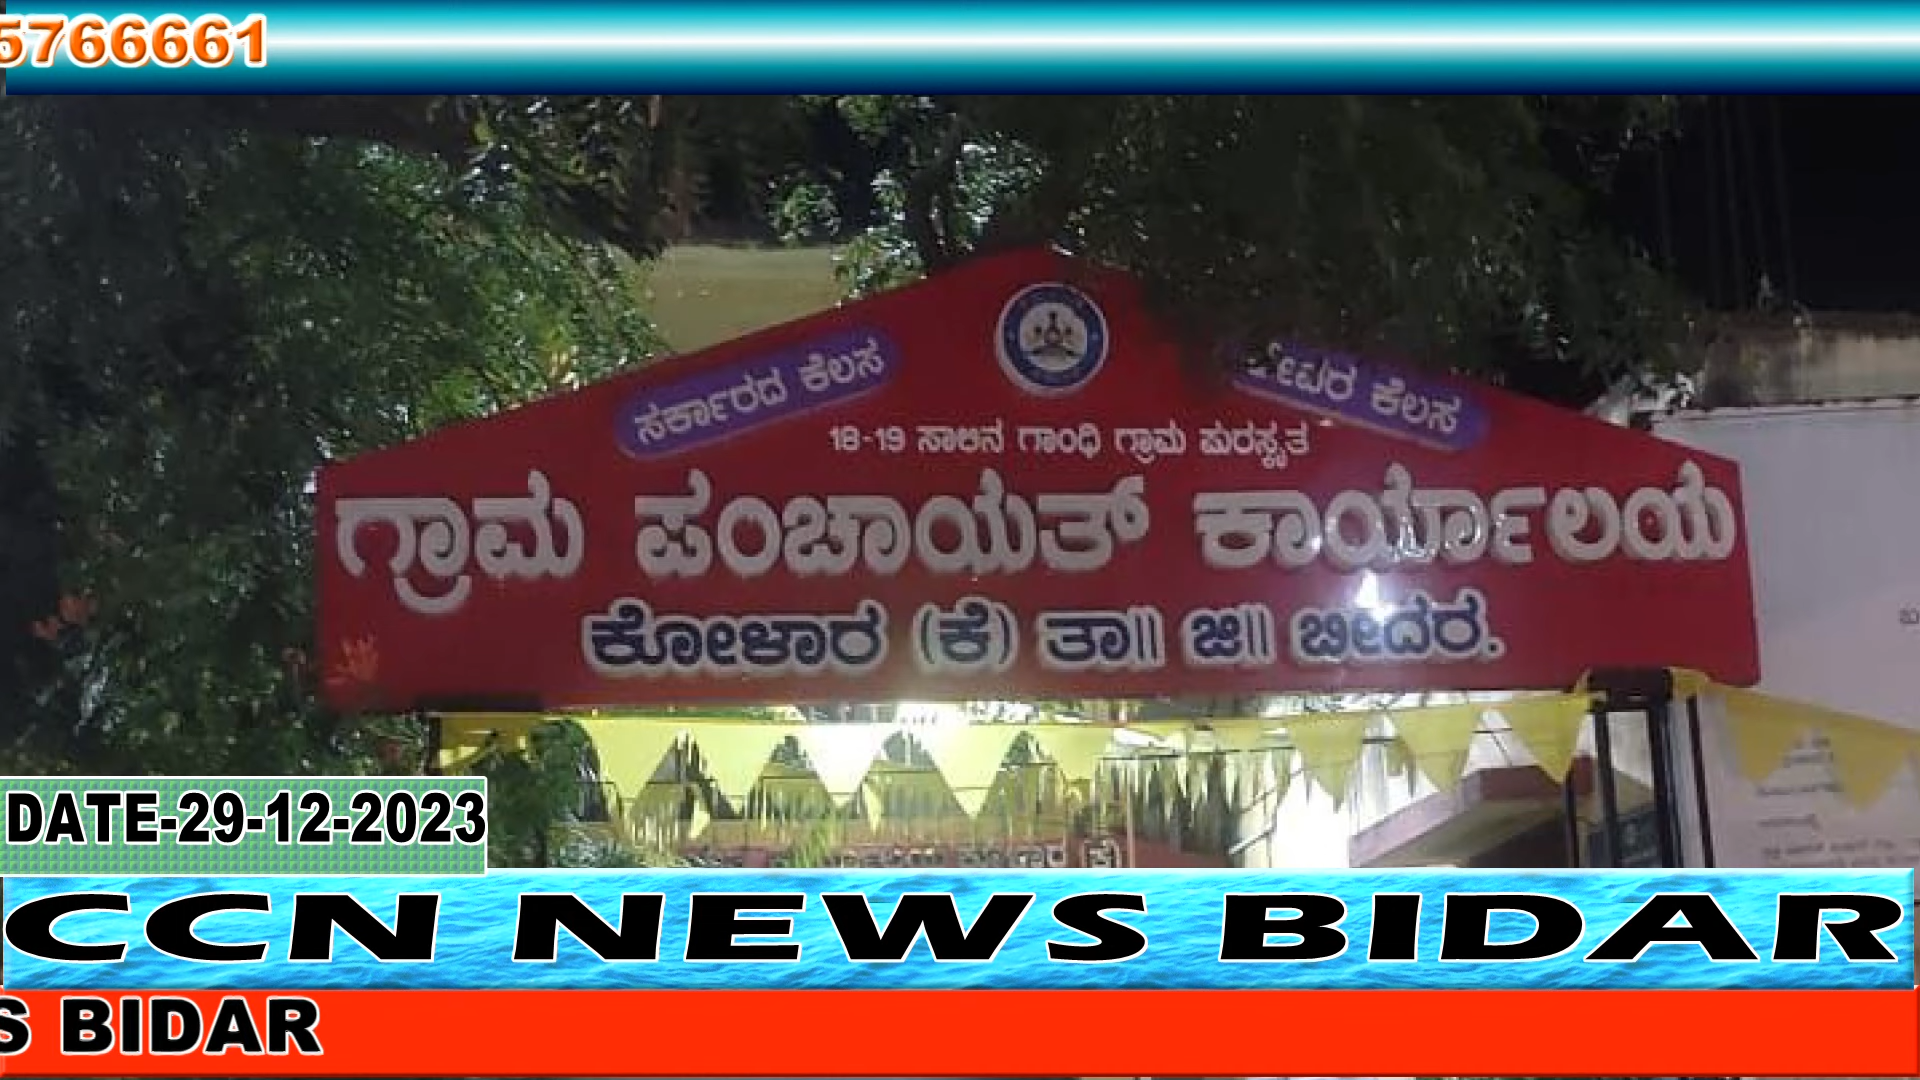 5766661
ಸರ್ಕಾರದ ಕೆಲಸ
ಕೆಲಸ
18-19 ಸಾಲಿನ ಗಾಂಧಿ ಗ್ರಾಮ ಪುರಸ್ಕೃತ
ಗ್ರಾಮ ಪಂಚಾಯತ್ ಕಾರ್ಯಾಲಯ
ಕೋಳಾರ (ಕೆ) ತಾ॥ ಜಿ॥ ಬೀದರ.
DATE-29-12-2023
CCN NEWS BIDAR
S BIDAR